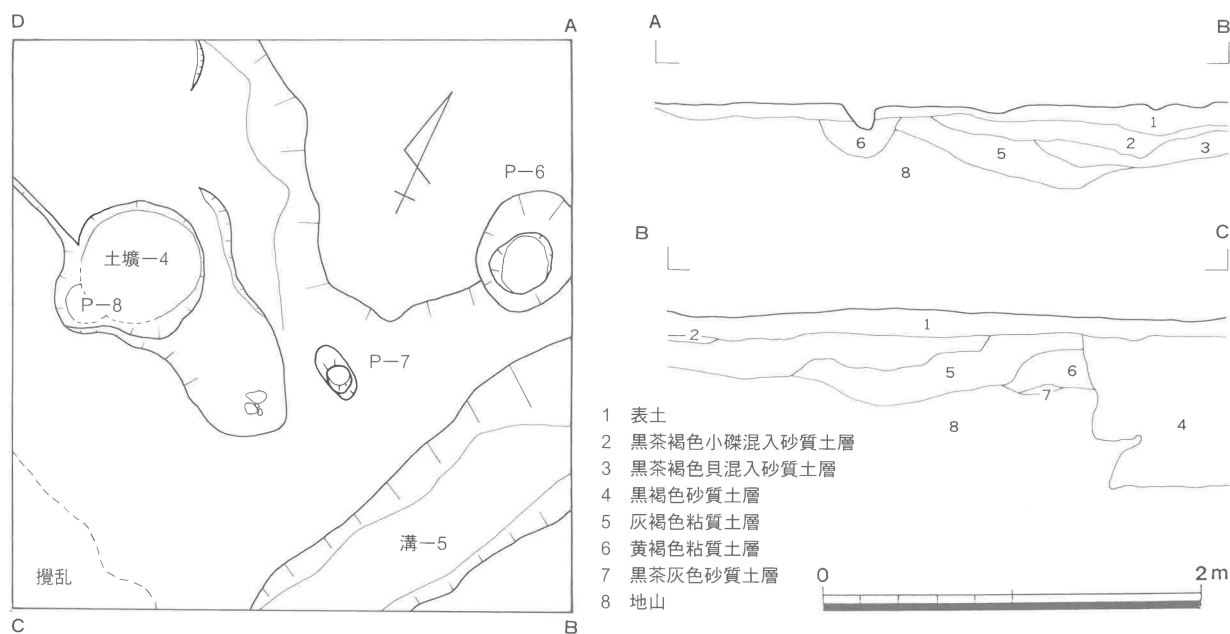 D
A
P—6
土壙—4
P—8
P—7
溝—5
攪乱
C
B
A
B
1
2
3
5
6
8
B
C
1
2
5
6
7
8
4
1 表土
2 黒茶褐色小礫混入砂質土層
3 黒茶褐色貝混入砂質土層
4 黒褐色砂質土層
5 灰褐色粘質土層
6 黄褐色粘質土層
7 黒茶灰色砂質土層
8 地山
0
2m